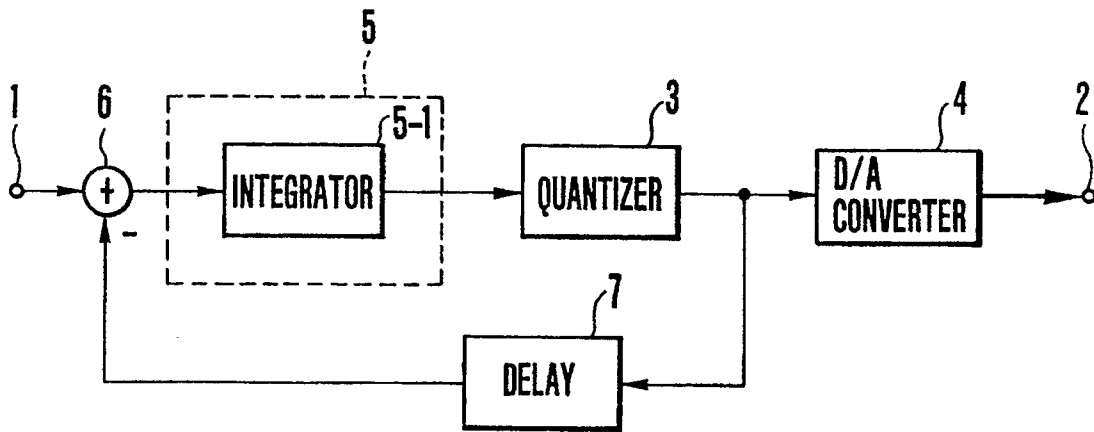 5
1
6
5-1
3
4
2
INTEGRATOR
QUANTIZER
D/A
CONVERTER
+
-
7
DELAY